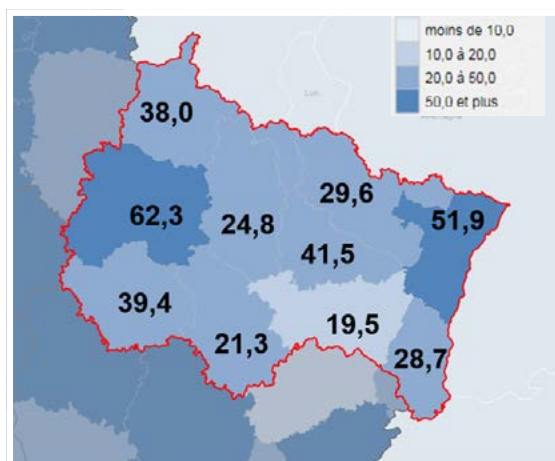 moins de 10,0
10,0 à 20,0
20,0 à 50,0
50,0 et plus
38,0
29,6
62,3
24,8
51,9
41,5
39,4
19,5
21,3
28,7
Lux.